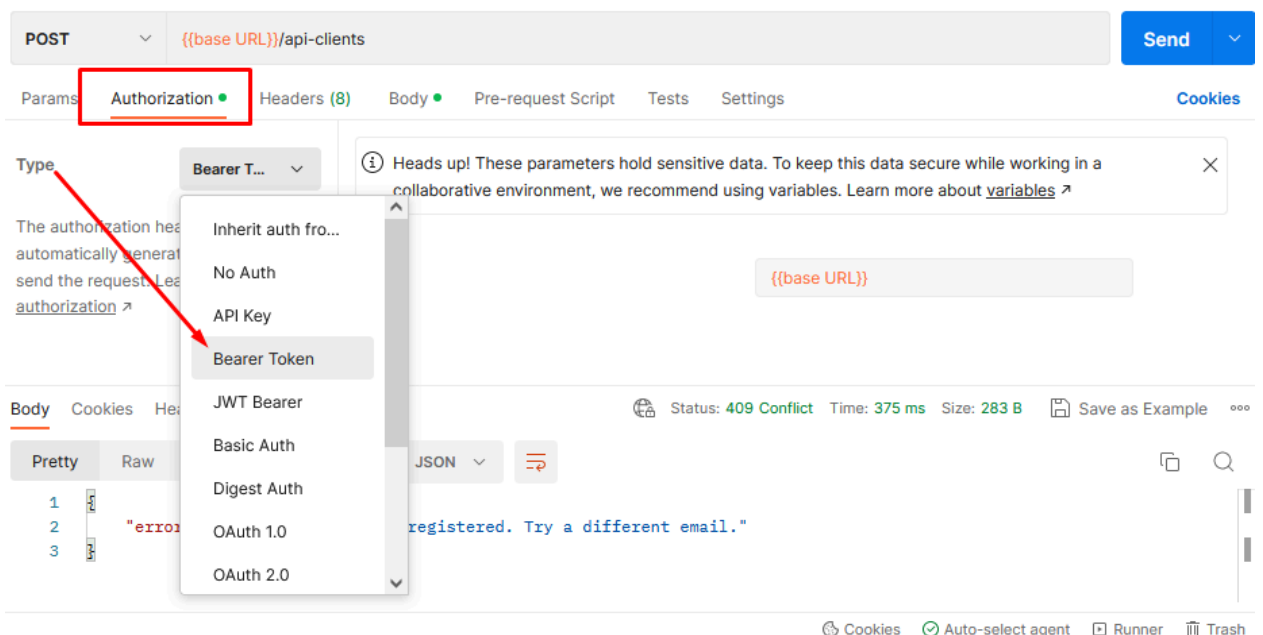 POST {{base URL}}/api-clients Send
Params Authorization Headers (8) Body Pre-request Script Tests Settings Cookies
Type Bearer T...
Heads up! These parameters hold sensitive data. To keep this data secure while working in a
collaborative environment, we recommend using variables. Learn more about variables
The authorization hea
automatically generat
send the request. Lea
authorization
Inherit auth fro...
No Auth
API Key
Bearer Token
JWT Bearer
Basic Auth
Digest Auth
OAuth 1.0
OAuth 2.0
{{base URL}}
Body Cookies Hea Status: 409 Conflict Time: 375 ms Size: 283 B Save as Example
Pretty Raw JSON
1 {
2 "error registered. Try a different email."
3 }
Cookies Auto-select agent Runner Trash